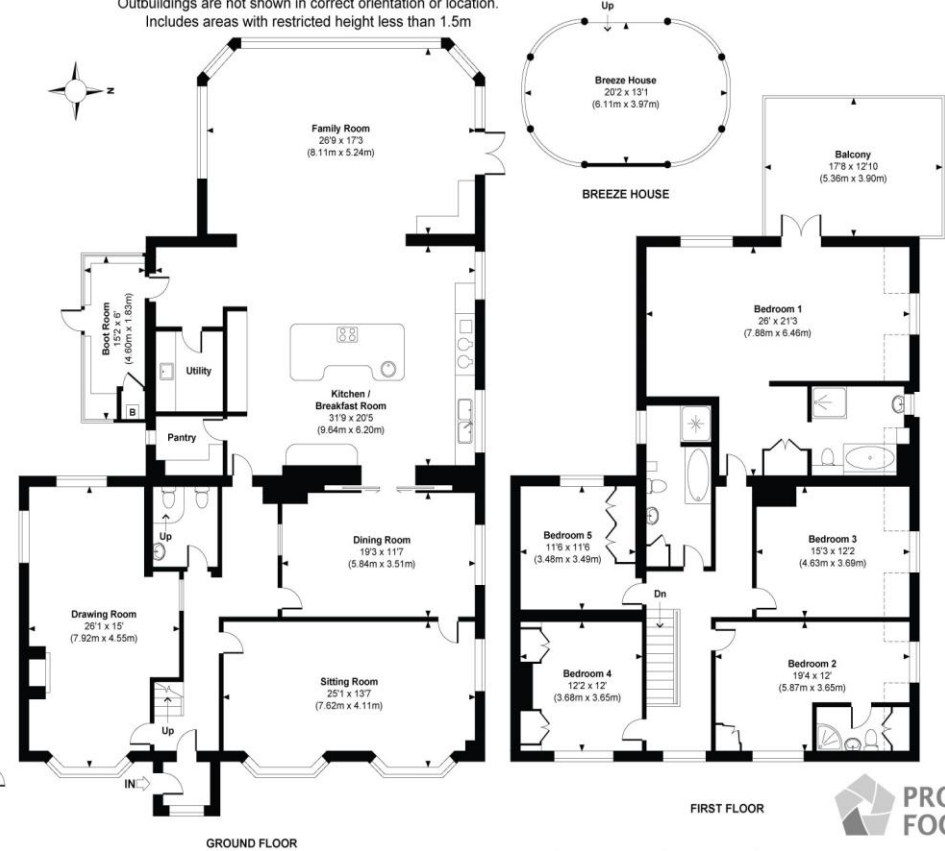 Outbuildings are not shown in correct orientation or location.
Includes areas with restricted height less than 1.5m
N
Family Room
26'9 x 17'3
(8.11m x 5.24m)
Up
Breeze House
20'2 x 13'1
(6.11m x 3.97m)
BREEZE HOUSE
Balcony
17'8 x 12'10
(5.36m x 3.90m)
Boot Room
15'2 x 6'
(4.60m x 1.83m)
B
Utility
Pantry
Kitchen /
Breakfast Room
31'9 x 20'5
(9.64m x 6.20m)
Up
Dining Room
19'3 x 11'7
(5.84m x 3.51m)
Drawing Room
26'1 x 15'
(7.92m x 4.55m)
Sitting Room
25'1 x 13'7
(7.62m x 4.11m)
Up
IN
GROUND FLOOR
Bedroom 1
26' x 21'3
(7.88m x 6.46m)
Bedroom 5
11'6 x 11'6
(3.48m x 3.49m)
Bedroom 3
15'3 x 12'2
(4.63m x 3.69m)
Dn
Bedroom 4
12'2 x 12'
(3.68m x 3.65m)
Bedroom 2
19'4 x 12'
(5.87m x 3.65m)
FIRST FLOOR